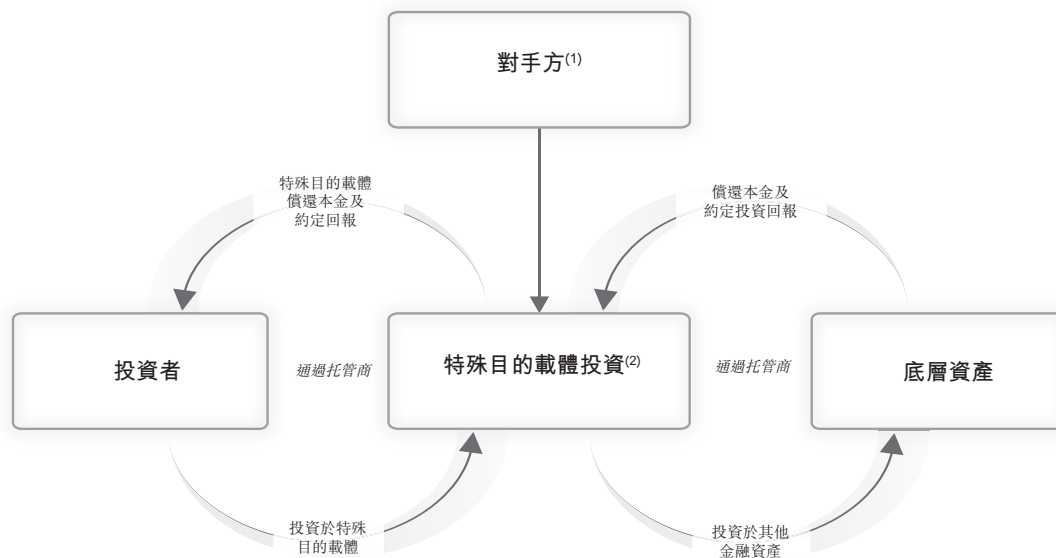 對手方(1)
特殊目的載體
償還本金及
約定回報
償還本金及
約定投資回報
投資者
通過托管商
特殊目的載體投資(2)
通過托管商
底層資產
投資於特殊
目的載體
投資於其他
金融資產